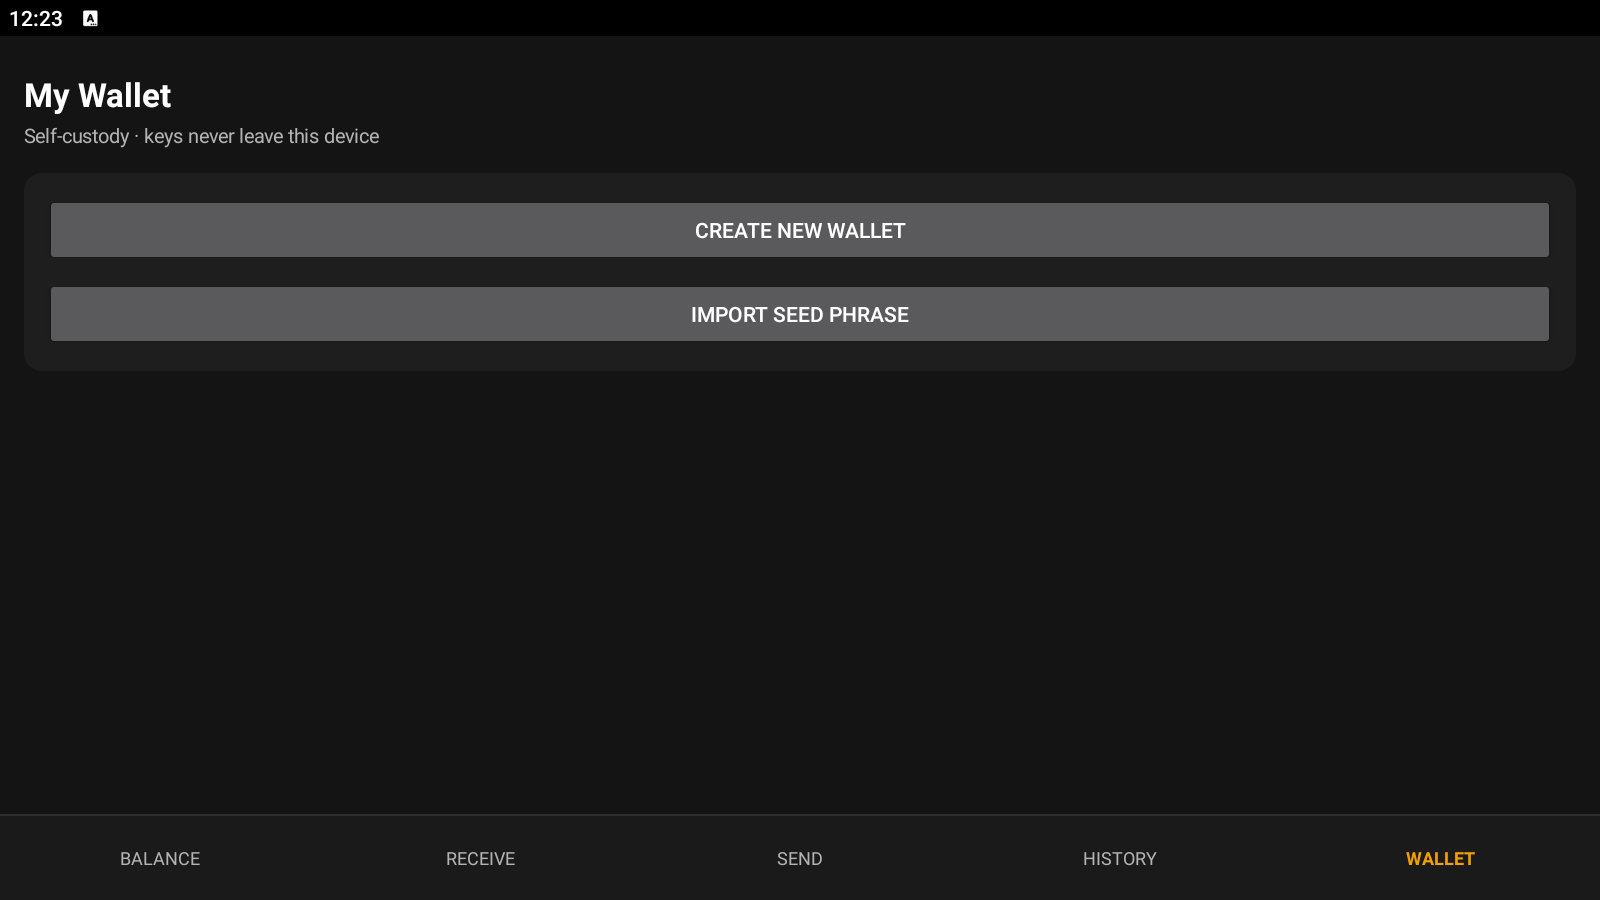 12:23
My Wallet
Self-custody · keys never leave this device
CREATE NEW WALLET
IMPORT SEED PHRASE
BALANCE RECEIVE SEND HISTORY WALLET